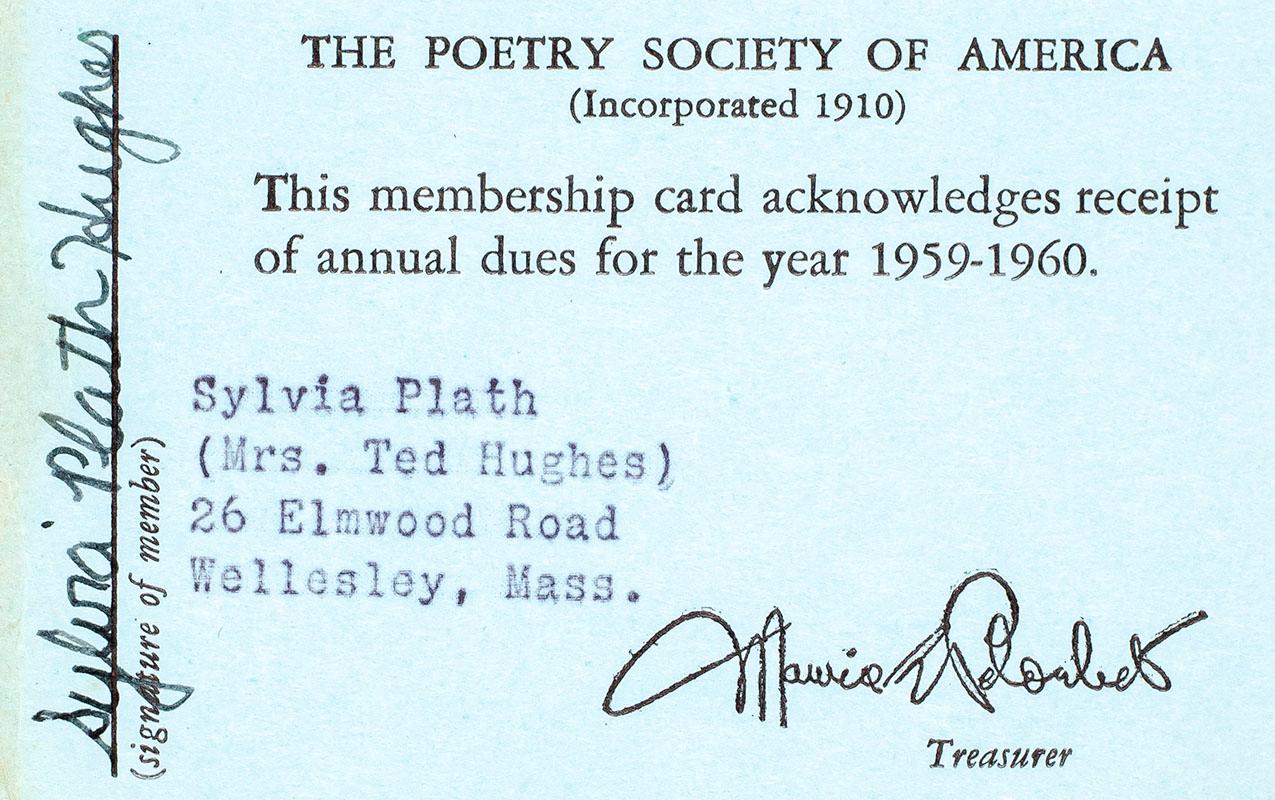 THE POETRY SOCIETY OF AMERICA
(Incorporated 1910)
This membership card acknowledges receipt
of annual dues for the year 1959-1960.
Sylvia Plath
(Mrs. Ted Hughes)
26 Elmwood Road
Wellesley, Mass.
Treasurer
Sylvia Plath Hughes
(signature of member)